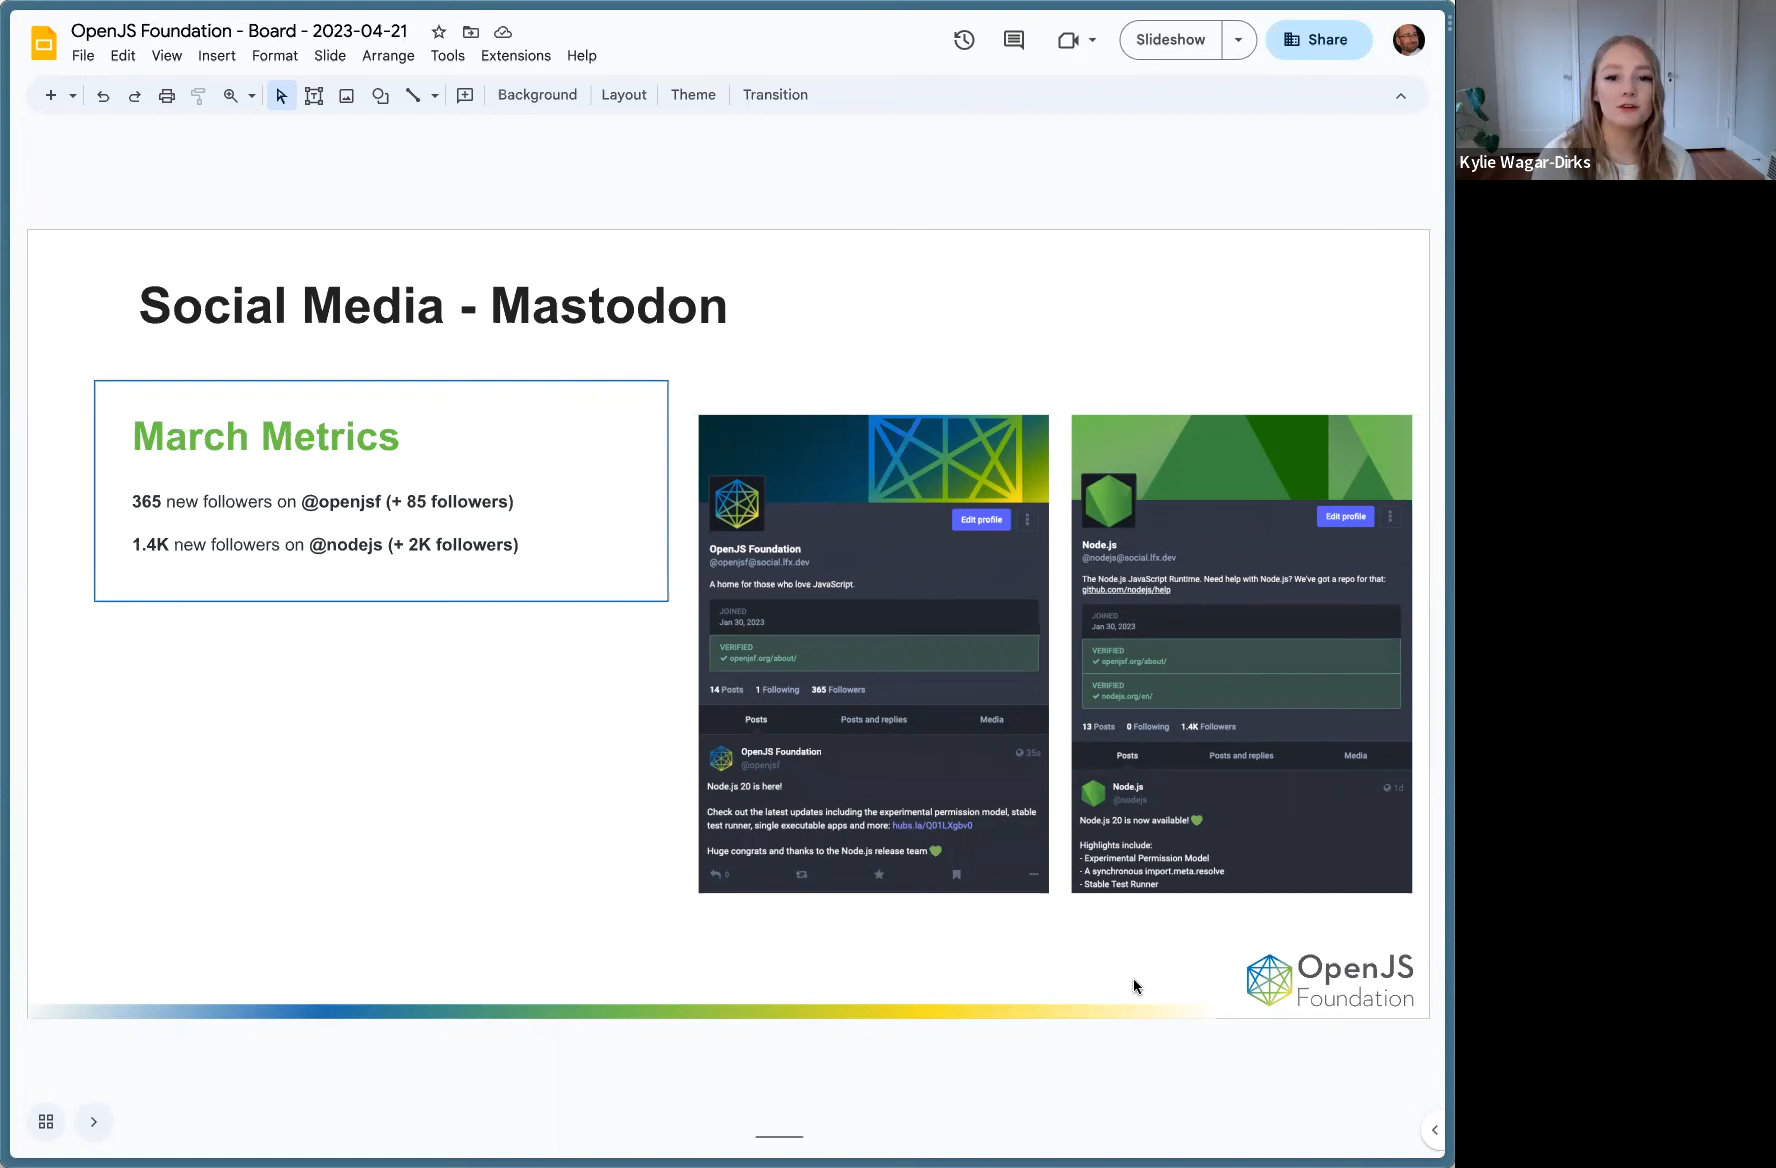 OpenJS Foundation - Board - 2023-04-21
File Edit View Insert Format Slide Arrange Tools Extensions Help
Slideshow
Share
Background Layout Theme Transition
Kylie Wagar-Dirks
Social Media - Mastodon
March Metrics
365 new followers on @openjsf (+ 85 followers)
1.4K new followers on @nodejs (+ 2K followers)
Edit profile
OpenJS Foundation
@openjsf@social.lfx.dev
A home for those who love JavaScript.
JOINED
Jan 30, 2023
VERIFIED
✓ openjsf.org/about/
14 Posts 1 Following 365 Followers
Posts Posts and replies Media
OpenJS Foundation
35s
@openjsf
Node.js 20 is here!
Check out the latest updates including the experimental permission model, stable
test runner, single executable apps and more: hubs.la/Q01LXgbv0
Huge congrats and thanks to the Node.js release team 💚
0
Edit profile
Node.js
@nodejs@social.lfx.dev
The Node.js JavaScript Runtime. Need help with Node.js? We've got a repo for that:
github.com/nodejs/help
JOINED
Jan 30, 2023
VERIFIED
✓ openjsf.org/about/
VERIFIED
✓ nodejs.org/en/
13 Posts 0 Following 1.4K Followers
Posts Posts and replies Media
Node.js
1d
@nodejs
Node.js 20 is now available! 💚
Highlights include:
- Experimental Permission Model
- A synchronous import.meta.resolve
- Stable Test Runner
OpenJS
Foundation